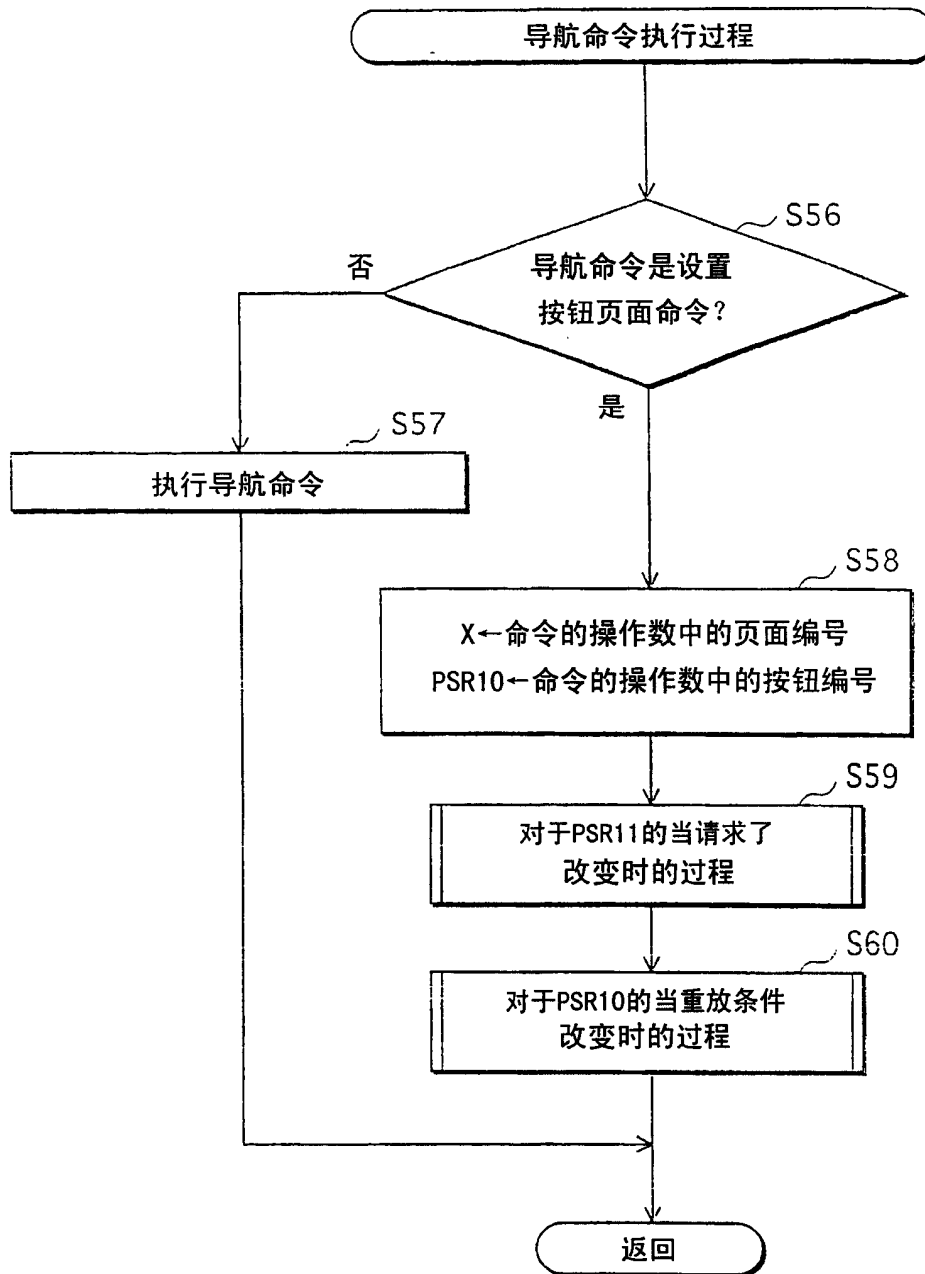 导航命令执行过程
S56
否
导航命令是设置
按钮页面命令？
是
S57
执行导航命令
S58
X←命令的操作数中的页面编号
PSR10←命令的操作数中的按钮编号
S59
对于PSR11的当请求了
改变时的过程
S60
对于PSR10的当重放条件
改变时的过程
返回